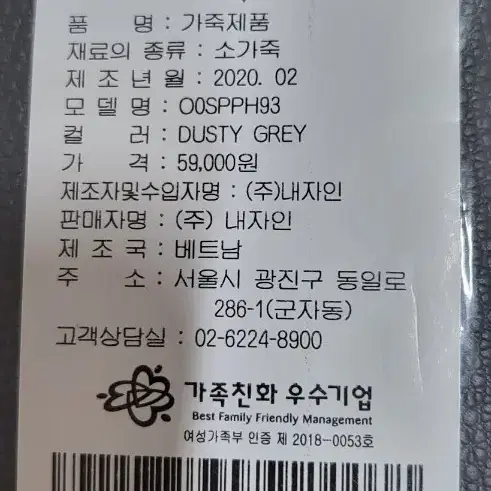 품 명 : 가죽제품
재료의 종류 : 소가죽
제 조 년 월 : 2020. 02
모 델 명 : O0SPPH93
컬 러 : DUSTY GREY
가 격 : 59,000원
제조자및수입자명 : (주)내자인
판매자명 : (주) 내자인
제 조 국 : 베트남
주 소 : 서울시 광진구 동일로
286-1(군자동)
고객상담실 : 02-6224-8900
가족친화 우수기업
Best Family Friendly Management
여성가족부 인증 제 2018-0053호